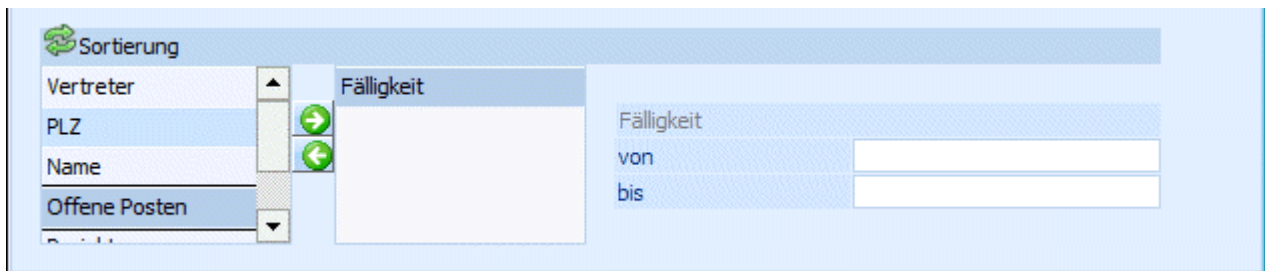 Sortierung
Vertreter
PLZ
Name
Offene Posten
Fälligkeit
Fälligkeit
von
bis